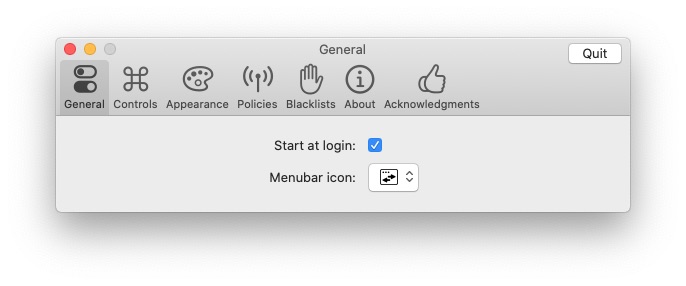 General
Quit
General Controls Appearance Policies Blacklists About Acknowledgments
Start at login:
Menubar icon: